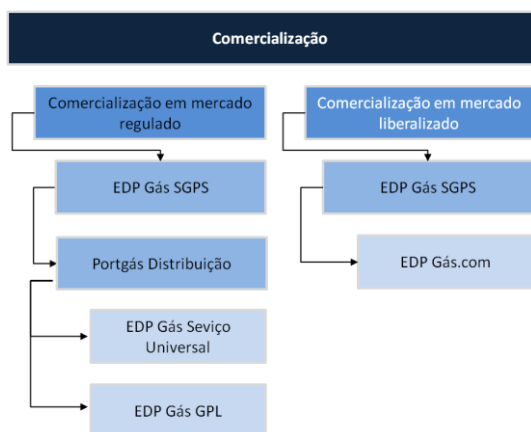 Comercialização
Comercialização em mercado
regulado
Comercialização em mercado
liberalizado
EDP Gás SGPS
EDP Gás SGPS
Portgás Distribuição
EDP Gás.com
EDP Gás Seviço
Universal
EDP Gás GPL